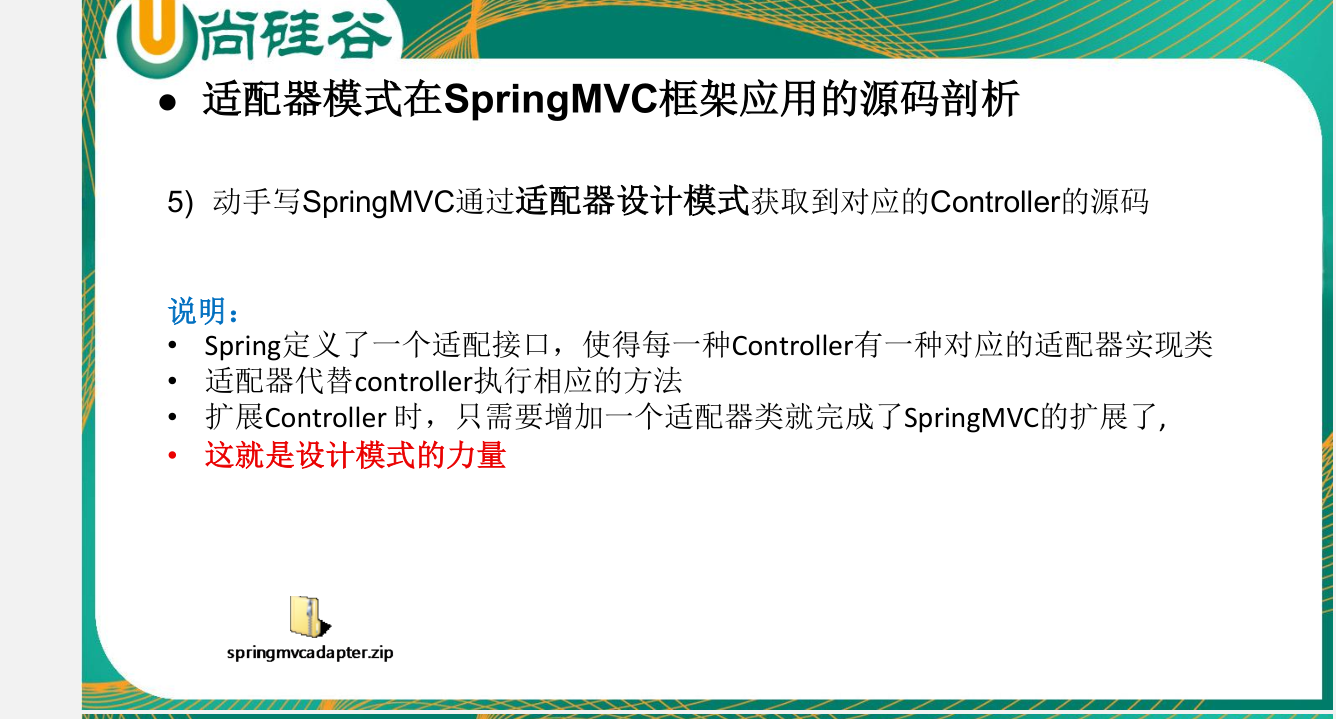 尚硅谷
● 适配器模式在SpringMVC框架应用的源码剖析
5) 动手写SpringMVC通过适配器设计模式获取到对应的Controller的源码
说明：
• Spring定义了一个适配接口，使得每一种Controller有一种对应的适配器实现类
• 适配器代替controller执行相应的方法
• 扩展Controller 时，只需要增加一个适配器类就完成了SpringMVC的扩展了,
• 这就是设计模式的力量
springmvcadapter.zip